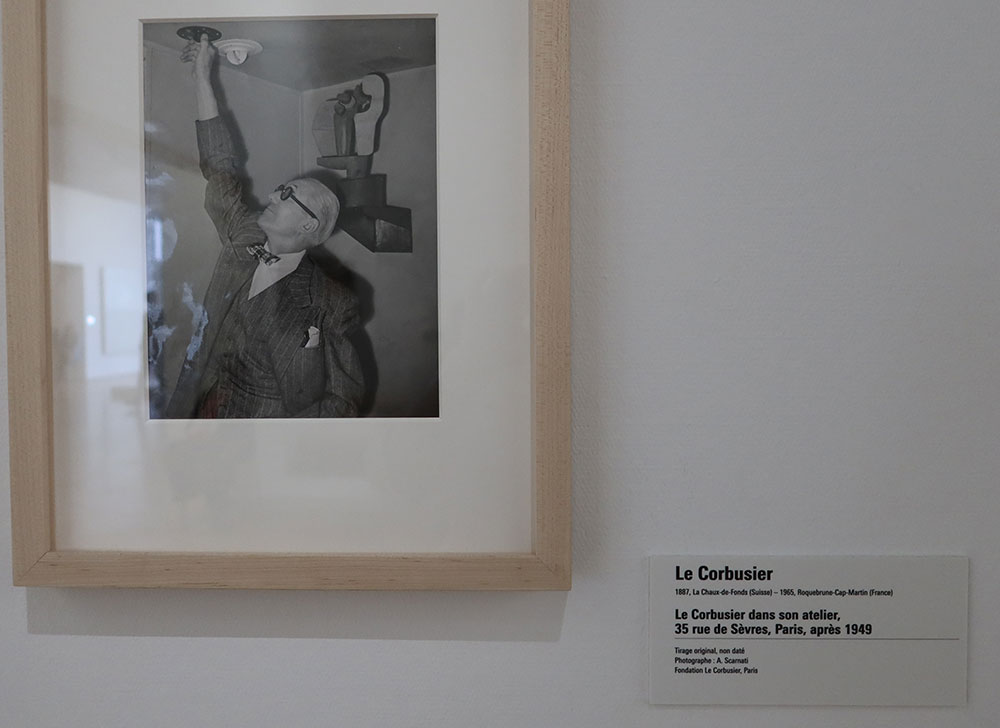 Le Corbusier
1887, La Chaux-de-Fonds (Suisse) – 1965, Roquebrune-Cap-Martin (France)
Le Corbusier dans son atelier,
35 rue de Sèvres, Paris, après 1949
Tirage original, non daté
Photographe : A. Scarnati
Fondation Le Corbusier, Paris